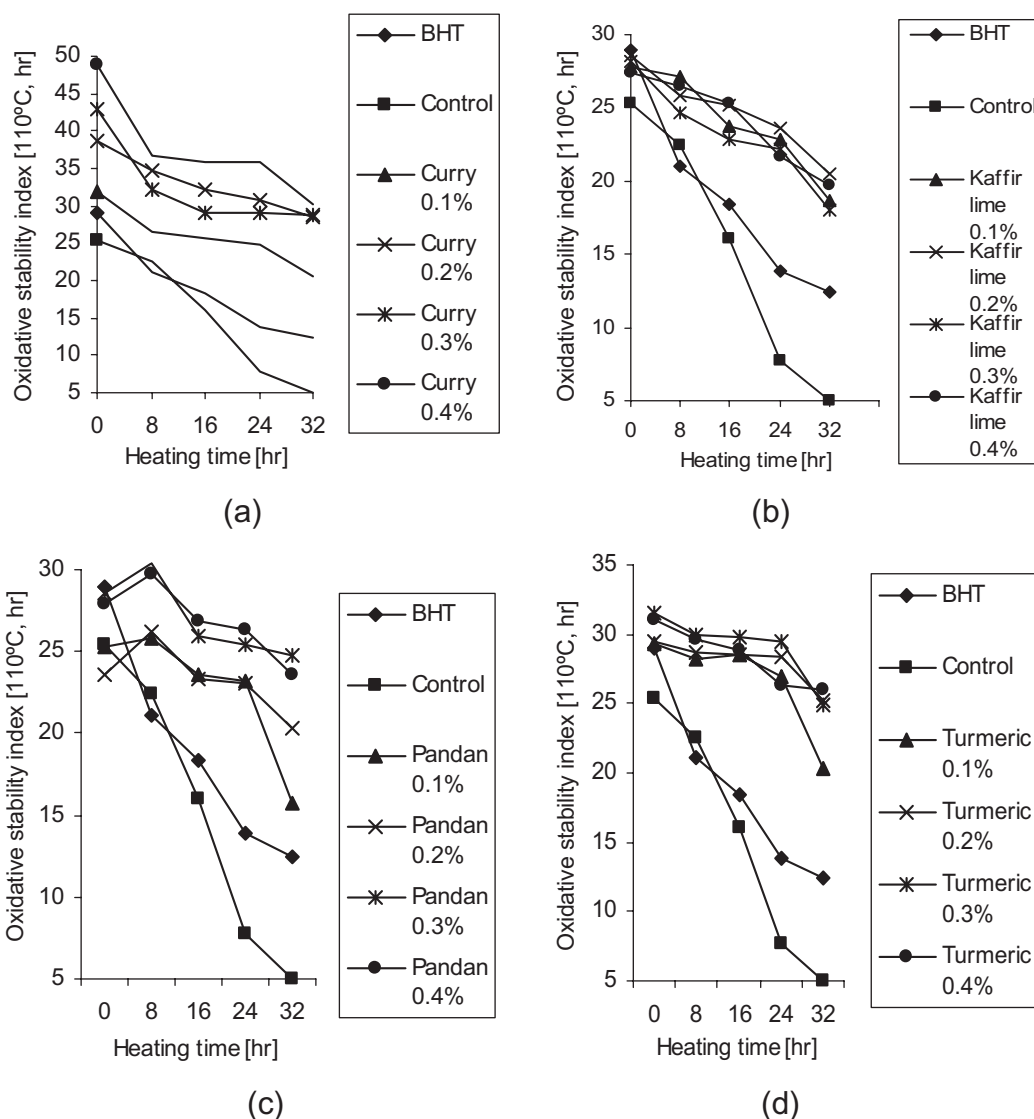 Oxidative stability index [110ºC, hr)
50
45
40
35
30
25
20
15
10
5
0 8 16 24 32
Heating time [hr]
BHT
Control
Curry
0.1%
Curry
0.2%
Curry
0.3%
Curry
0.4%
(a)
Oxidative stability index [110ºC, hr)
30
25
20
15
10
5
0 8 16 24 32
Heating time [hr]
BHT
Control
Kaffir
lime
0.1%
Kaffir
lime
0.2%
Kaffir
lime
0.3%
Kaffir
lime
0.4%
(b)
Oxidative stability index [110ºC, hr)
30
25
20
15
10
5
0 8 16 24 32
Heating time [hr]
BHT
Control
Pandan
0.1%
Pandan
0.2%
Pandan
0.3%
Pandan
0.4%
(c)
Oxidative stability index [110ºC, hr)
35
30
25
20
15
10
5
0 8 16 24 32
Heating time [hr]
BHT
Control
Turmeric
0.1%
Turmeric
0.2%
Turmeric
0.3%
Turmeric
0.4%
(d)